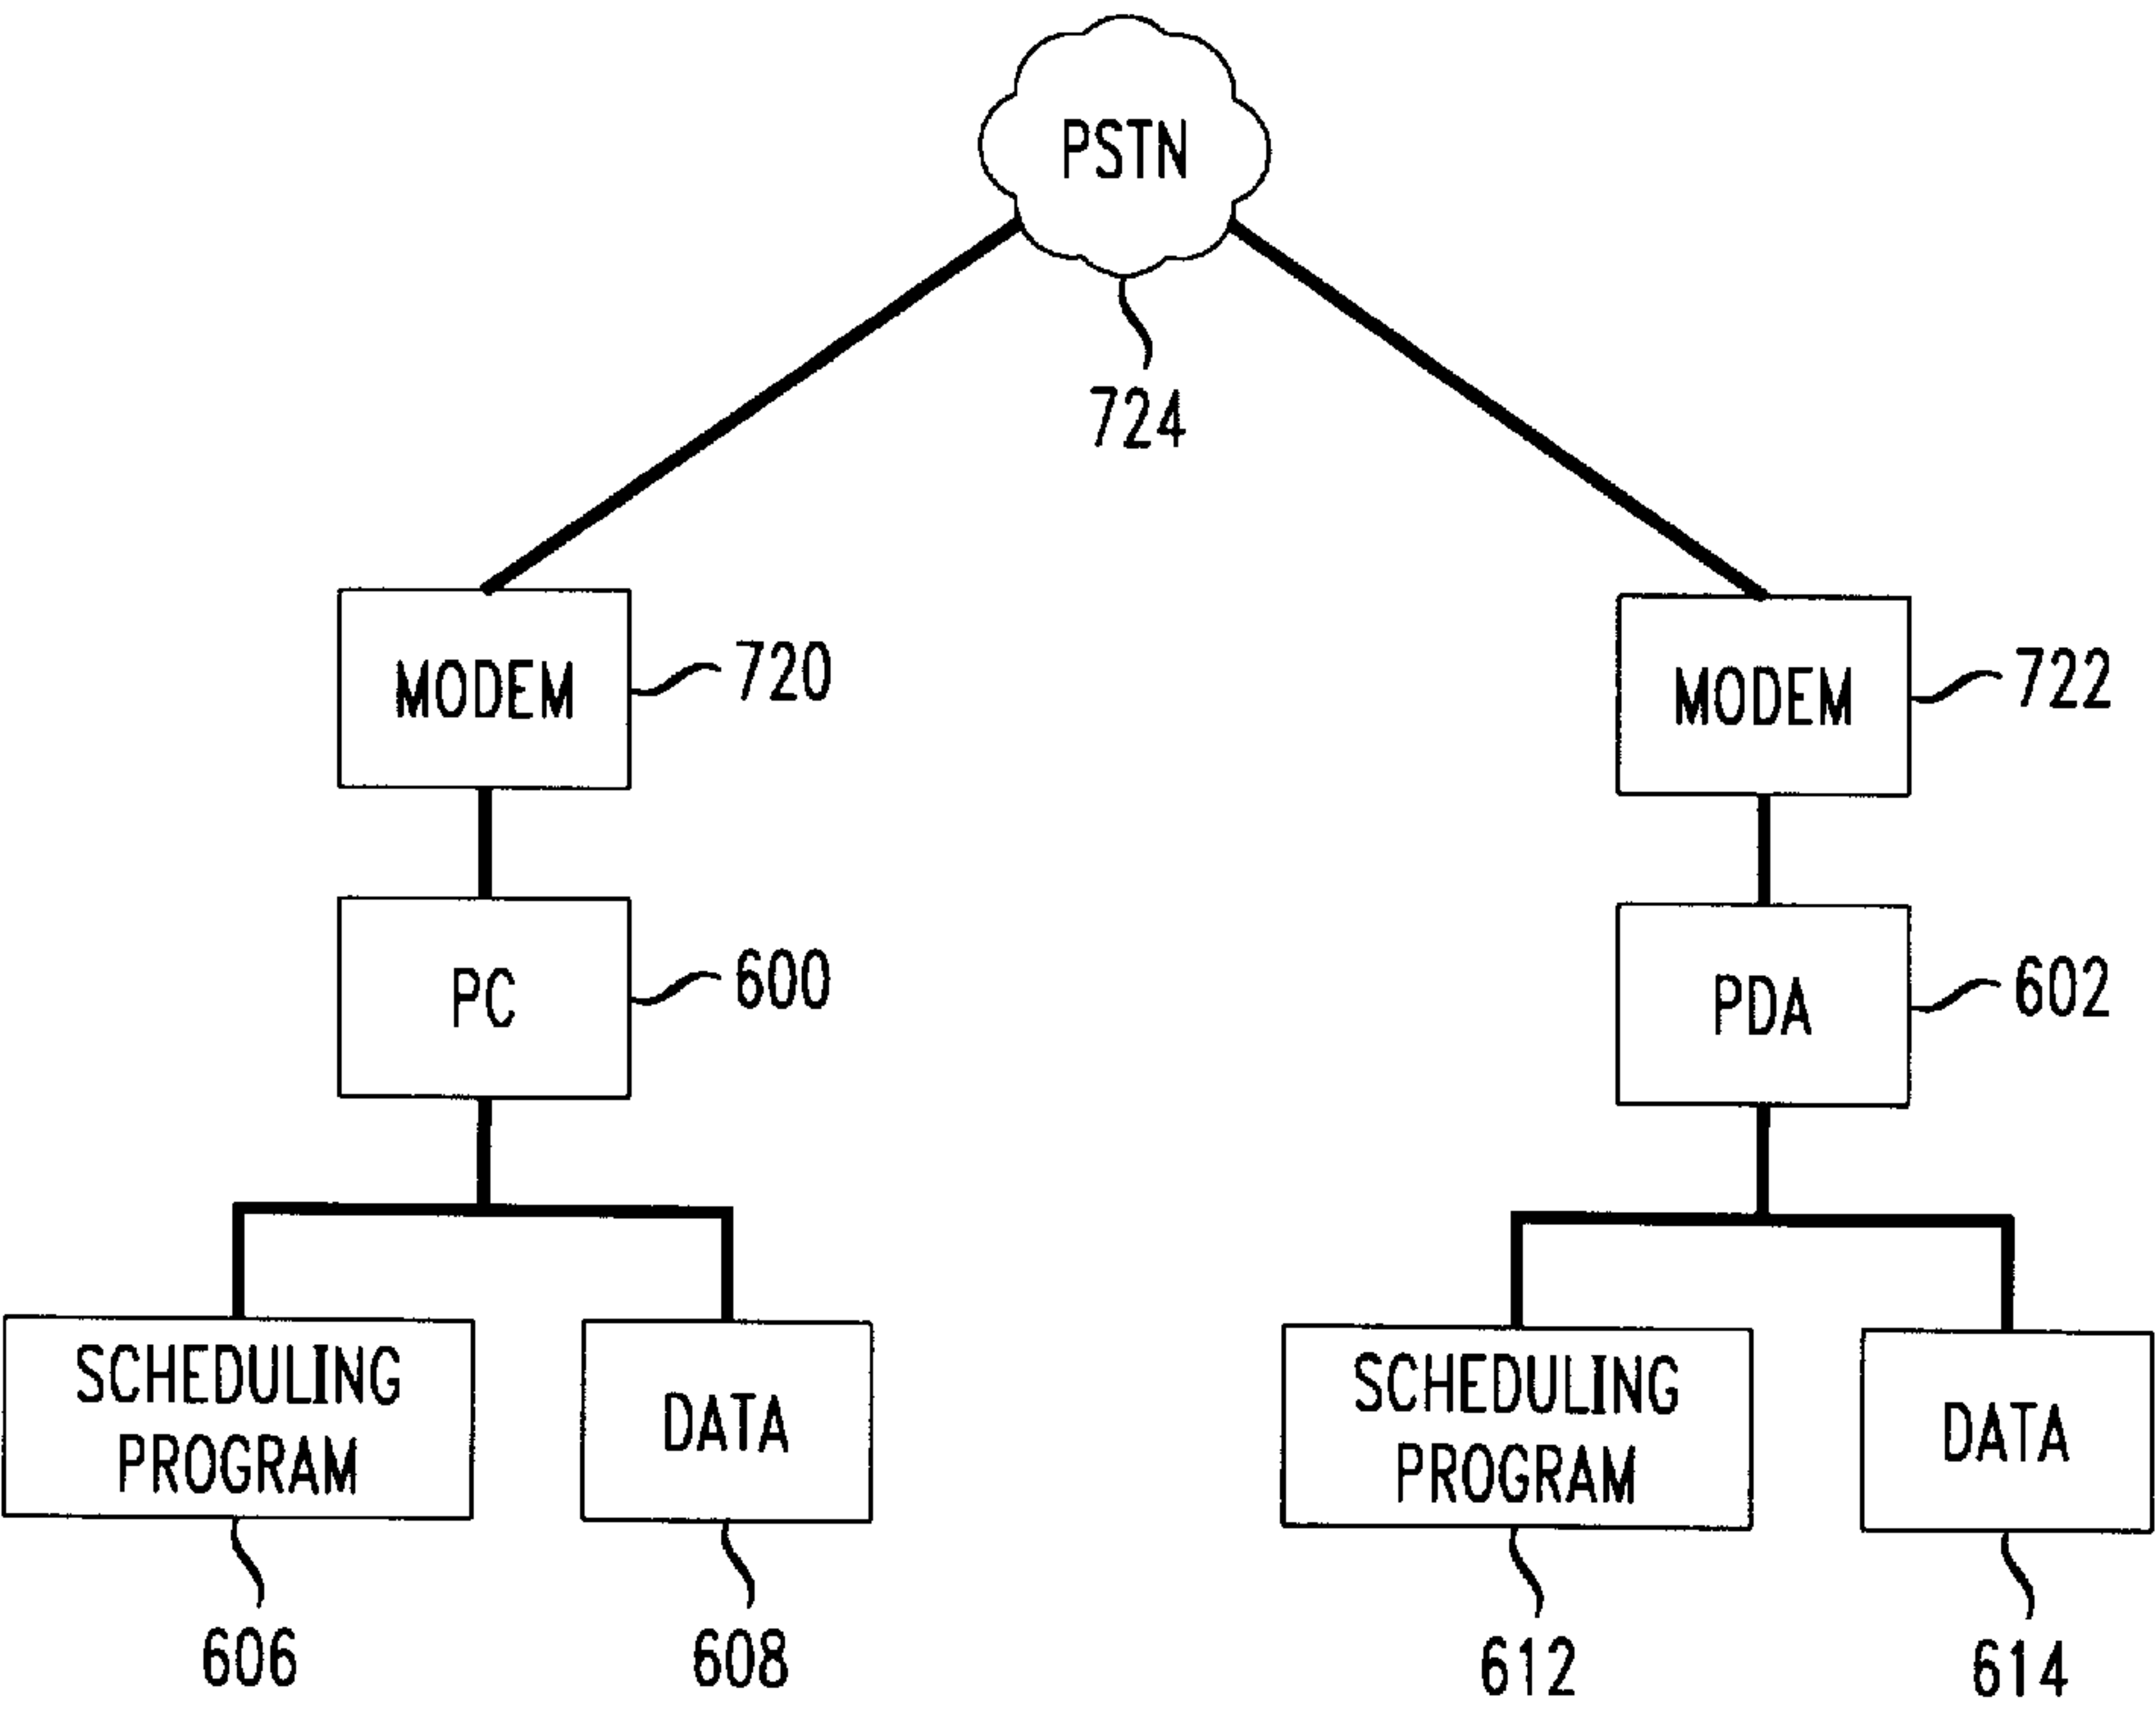 PSTN
724
MODEM
720
MODEM
722
PC
600
PDA
602
SCHEDULING
PROGRAM
DATA
SCHEDULING
PROGRAM
DATA
606
608
612
614